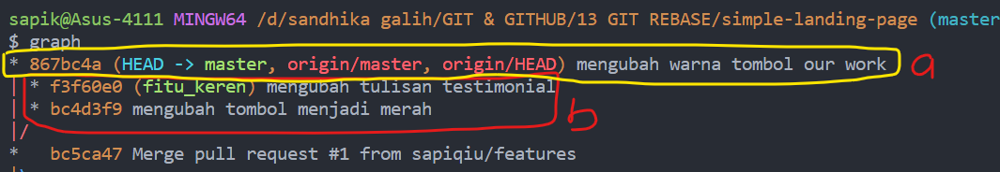 sapik@Asus-4111 MINGW64 /d/sandhika galih/GIT & GITHUB/13 GIT REBASE/simple-landing-page (master
$ graph
* 867bc4a (HEAD -> master, origin/master, origin/HEAD) mengubah warna tombol our work a
| * f3f60e0 (fitu_keren) mengubah tulisan testimonial
| * bc4d3f9 mengubah tombol menjadi merah b
|/
* bc5ca47 Merge pull request #1 from sapiqiu/features
|\